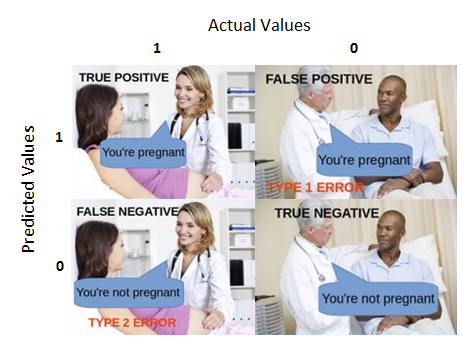 Actual Values
1 0
Predicted Values
1
TRUE POSITIVE
You're pregnant
FALSE POSITIVE
You're pregnant
TYPE 1 ERROR
0
FALSE NEGATIVE
You're not pregnant
TYPE 2 ERROR
TRUE NEGATIVE
You're not pregnant